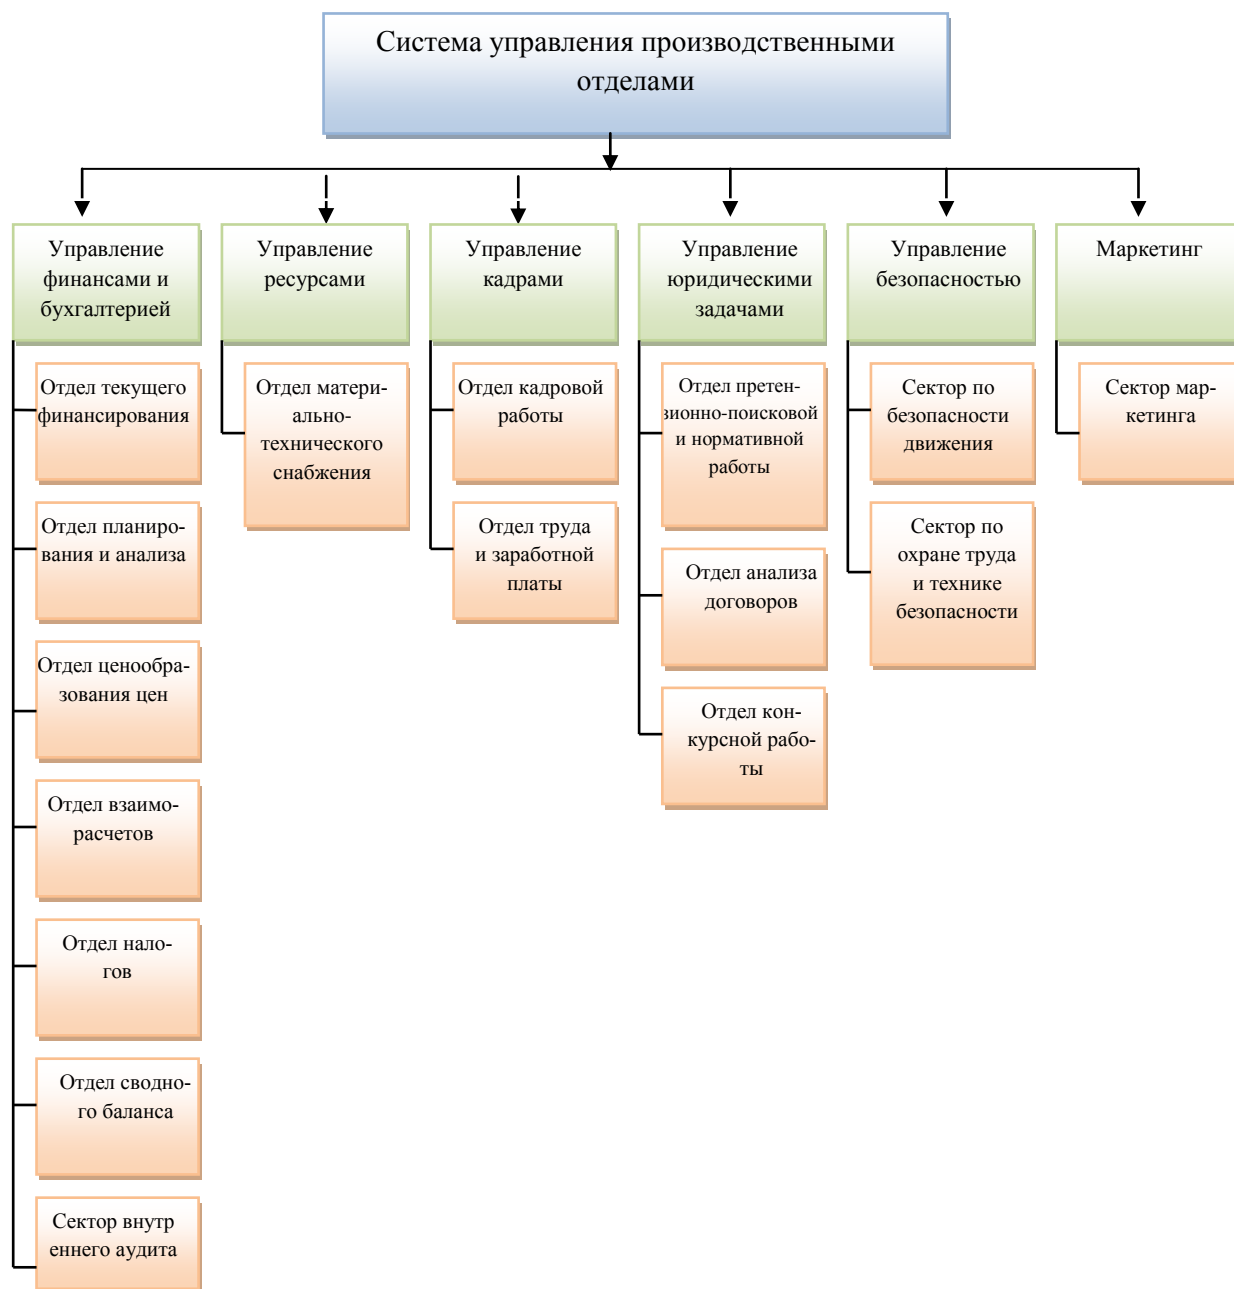 Система управления производственными
отделами
Управление
финансами и
бухгалтерией
Управление
ресурсами
Управление
кадрами
Управление
юридическими
задачами
Управление
безопасностью
Маркетинг
Отдел текущего
финансирования
Отдел планиро-
вания и анализа
Отдел ценообра-
зования цен
Отдел взаимо-
расчетов
Отдел нало-
гов
Отдел сводно-
го баланса
Сектор внутр
еннего аудита
Отдел матери-
ально-
технического
снабжения
Отдел кадровой
работы
Отдел труда
и заработной
платы
Отдел претен-
зионно-поисковой
и нормативной
работы
Отдел анализа
договоров
Отдел кон-
курсной рабо-
ты
Сектор по
безопасности
движения
Сектор по
охране труда
и технике
безопасности
Сектор мар-
кетинга